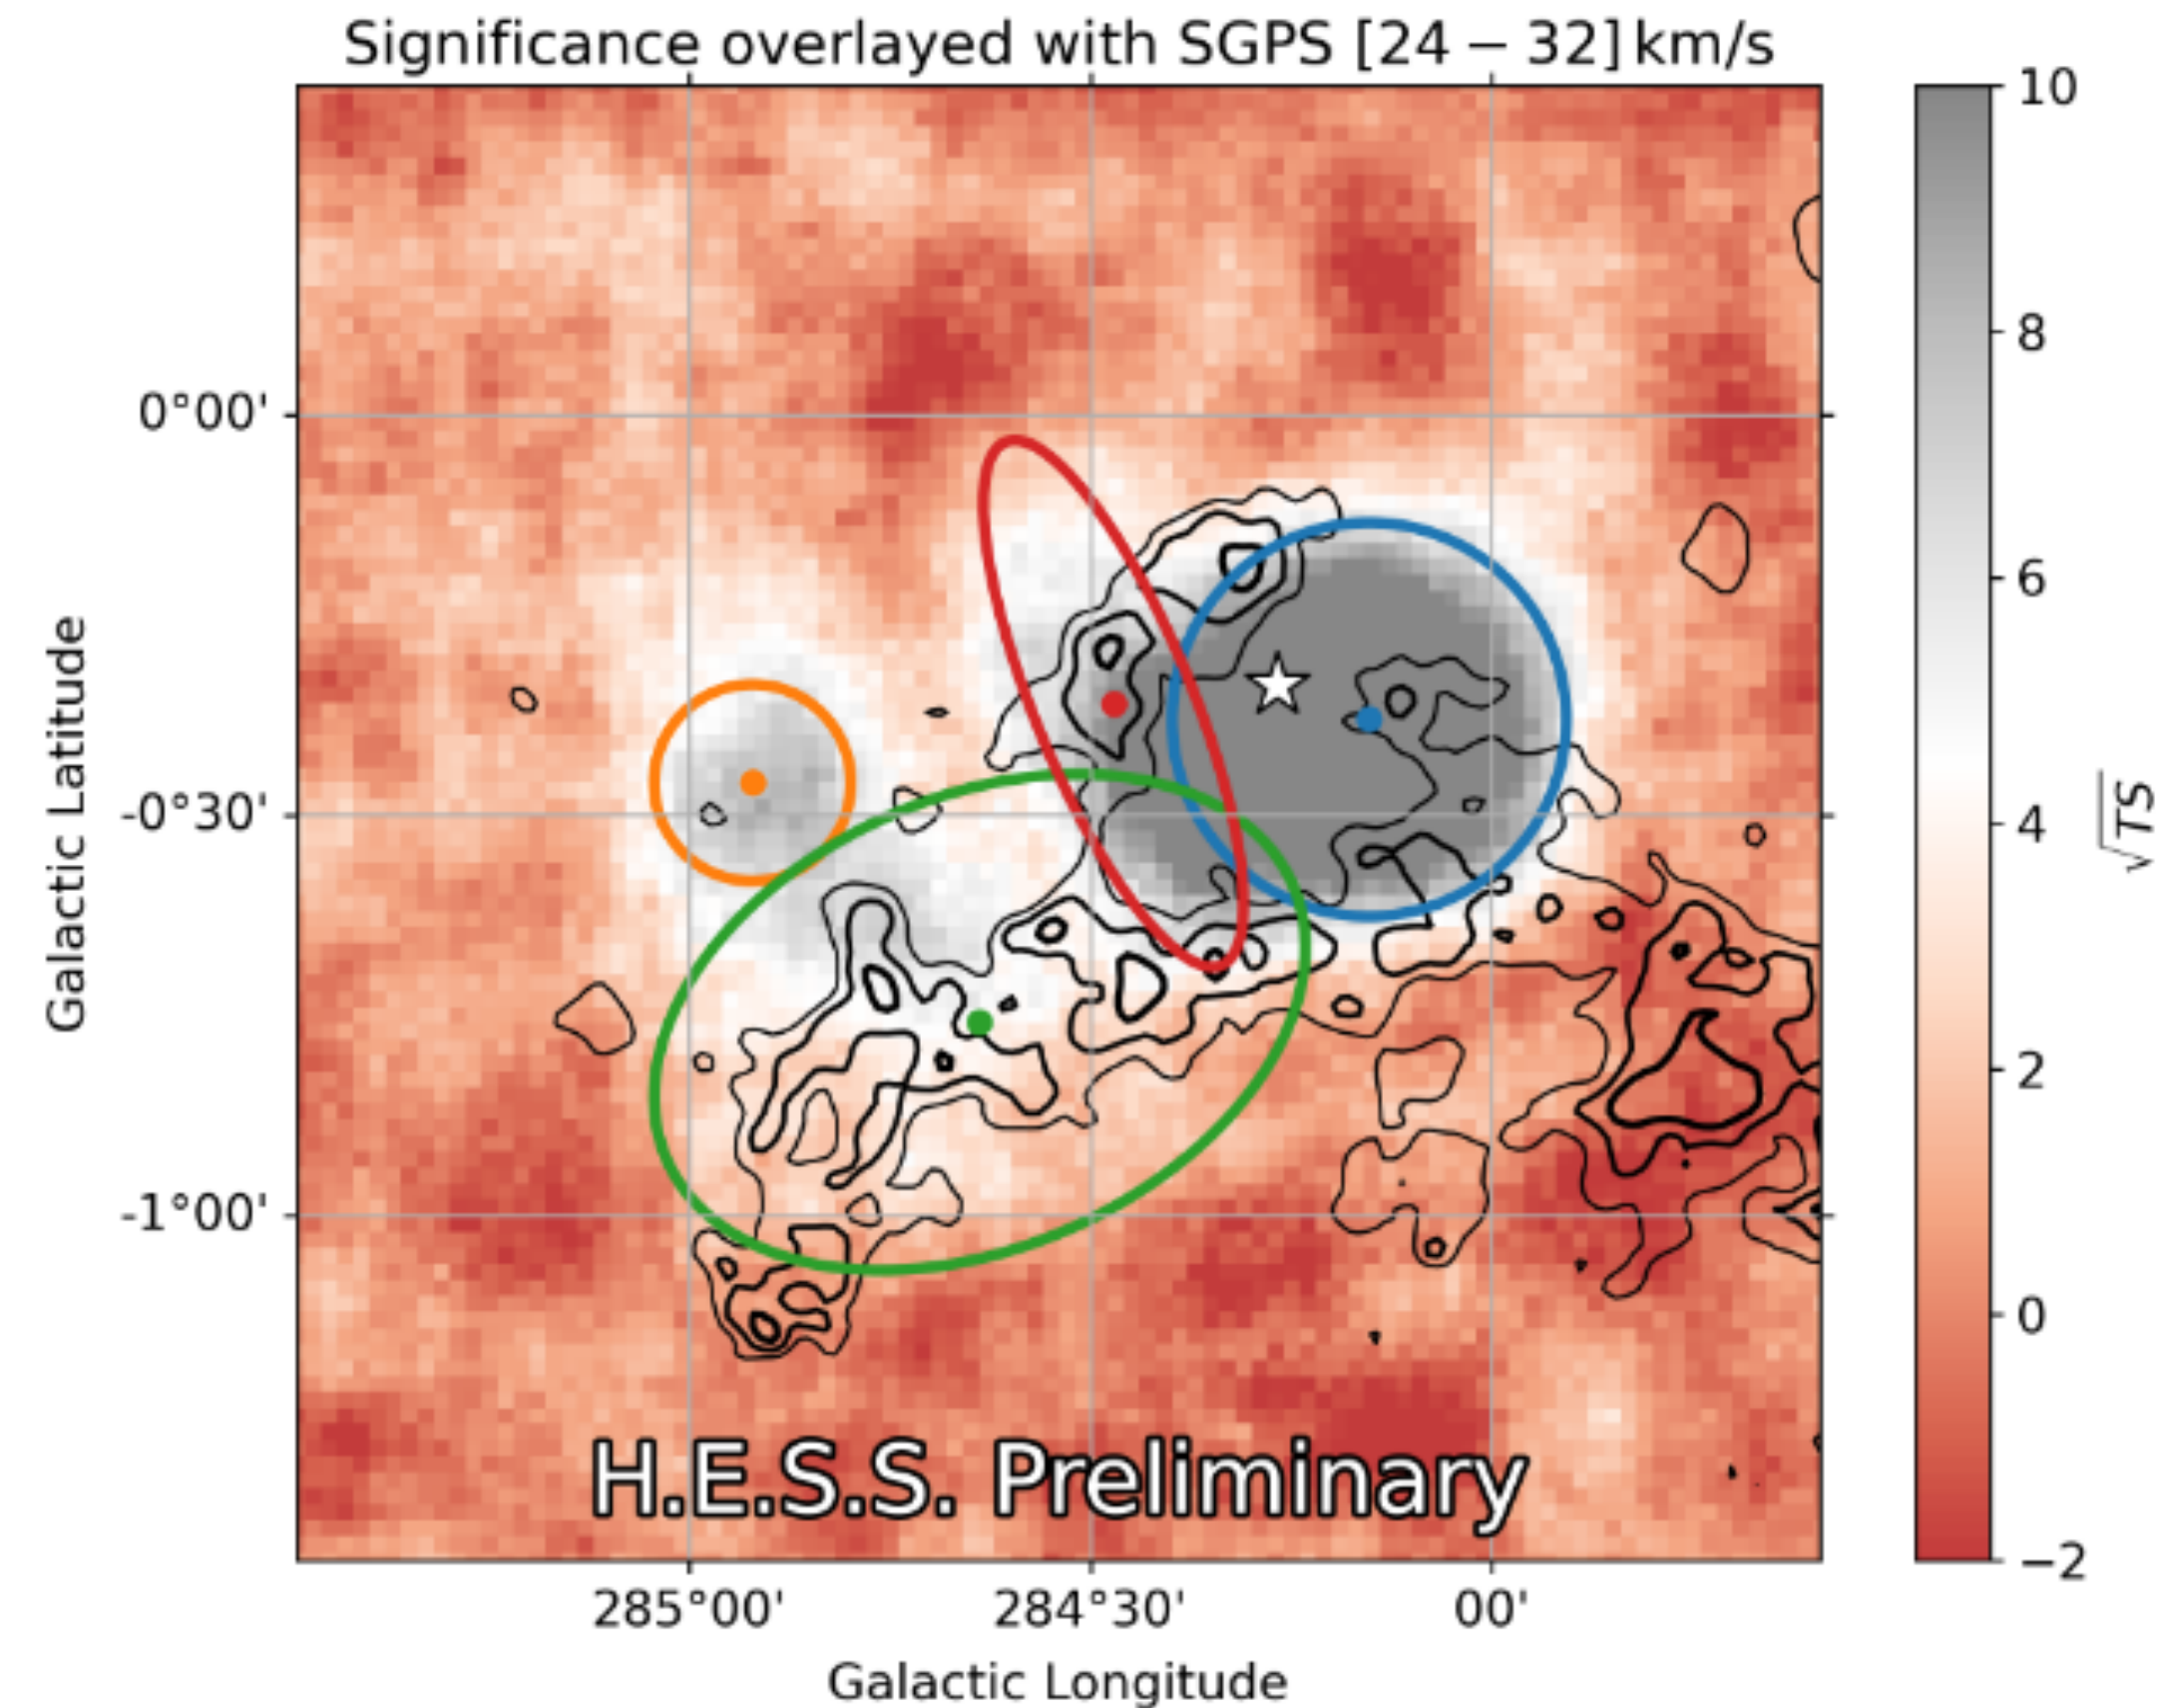 Significance overlayed with SGPS [24 − 32] km/s
10
8
6
4
2
0
−2
√TS
0°00'
-0°30'
-1°00'
Galactic Latitude
H.E.S.S. Preliminary
285°00'
284°30'
00'
Galactic Longitude